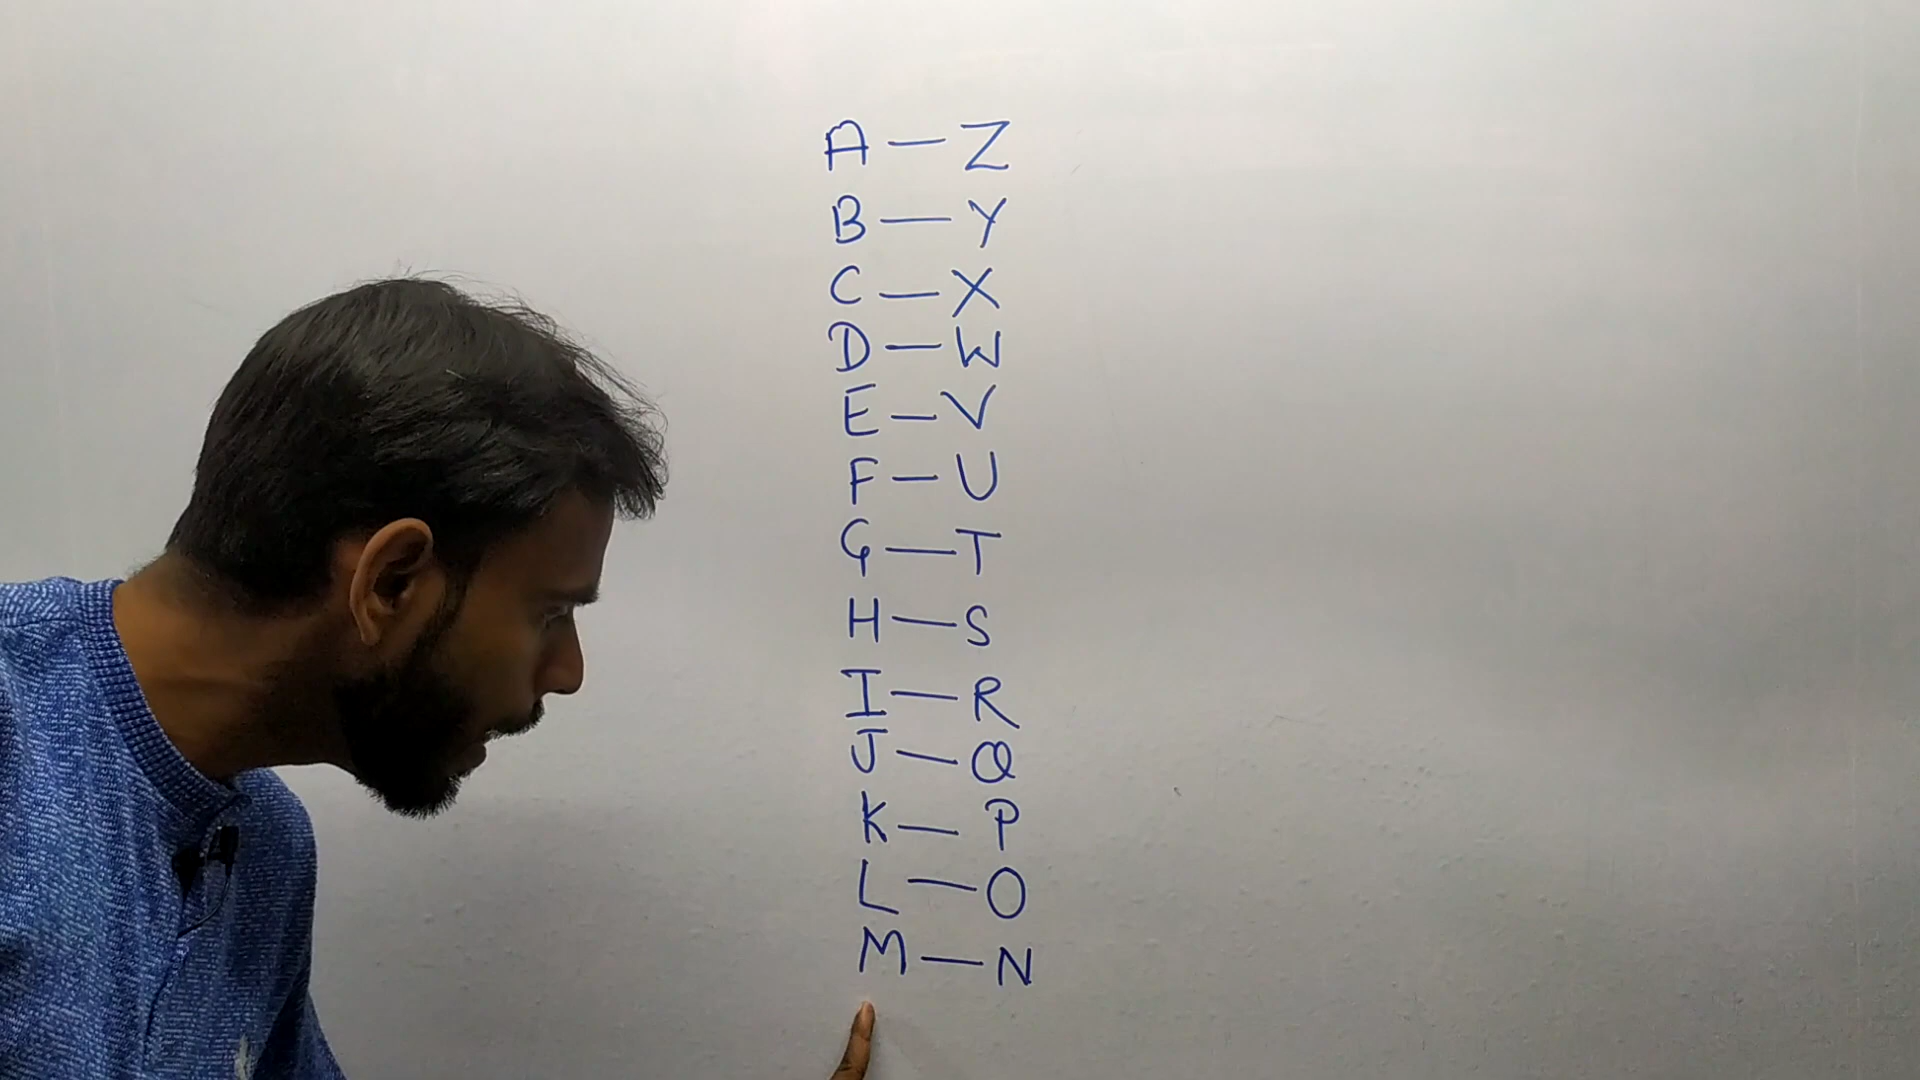 A — Z
B — Y
C — X
D — W
E — V
F — U
G — T
H — S
I — R
J — Q
K — P
L — O
M — N